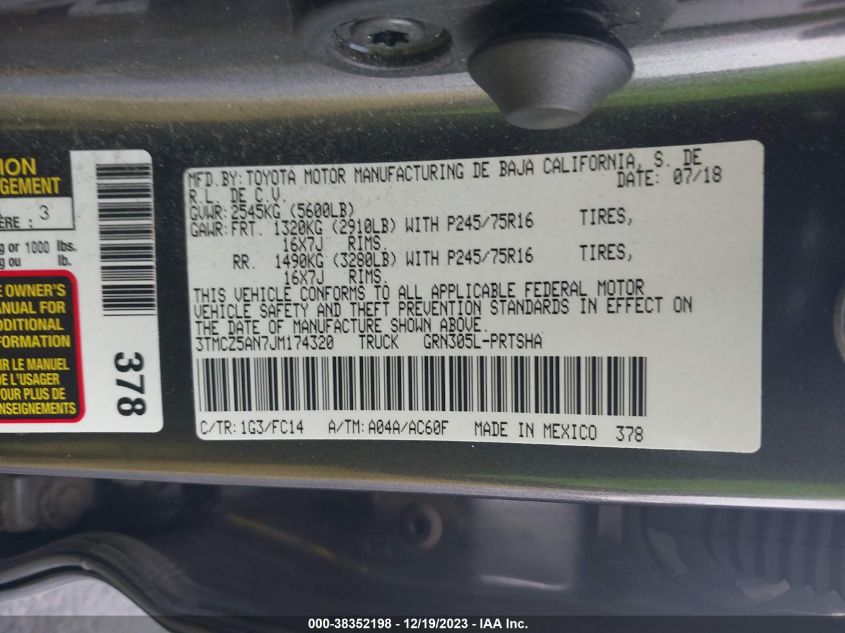 ION
GEMENT
ÈRE : 3
g or 1000 lbs.
g ou lb.
E OWNER'S
ANUAL FOR
DDITIONAL
FORMATION
R LE MANUEL
DE L'USAGER
POUR PLUS DE
NSEIGNEMENTS
378
MFD.BY: TOYOTA MOTOR MANUFACTURING DE BAJA CALIFORNIA, S. DE
R.L. DE C.V. DATE: 07/18
GVWR: 2545KG (5600LB)
GAWR: FRT. 1320KG (2910LB) WITH P245/75R16 TIRES,
16X7J RIMS.
RR. 1490KG (3280LB) WITH P245/75R16 TIRES,
16X7J RIMS.
THIS VEHICLE CONFORMS TO ALL APPLICABLE FEDERAL MOTOR
VEHICLE SAFETY AND THEFT PREVENTION STANDARDS IN EFFECT ON
THE DATE OF MANUFACTURE SHOWN ABOVE.
3TMCZ5AN7JM174320 TRUCK GRN305L-PRTSHA
C/TR: 1G3/FC14 A/TM: A04A/AC60F MADE IN MEXICO 378
000-38352198 - 12/19/2023 - IAA Inc.